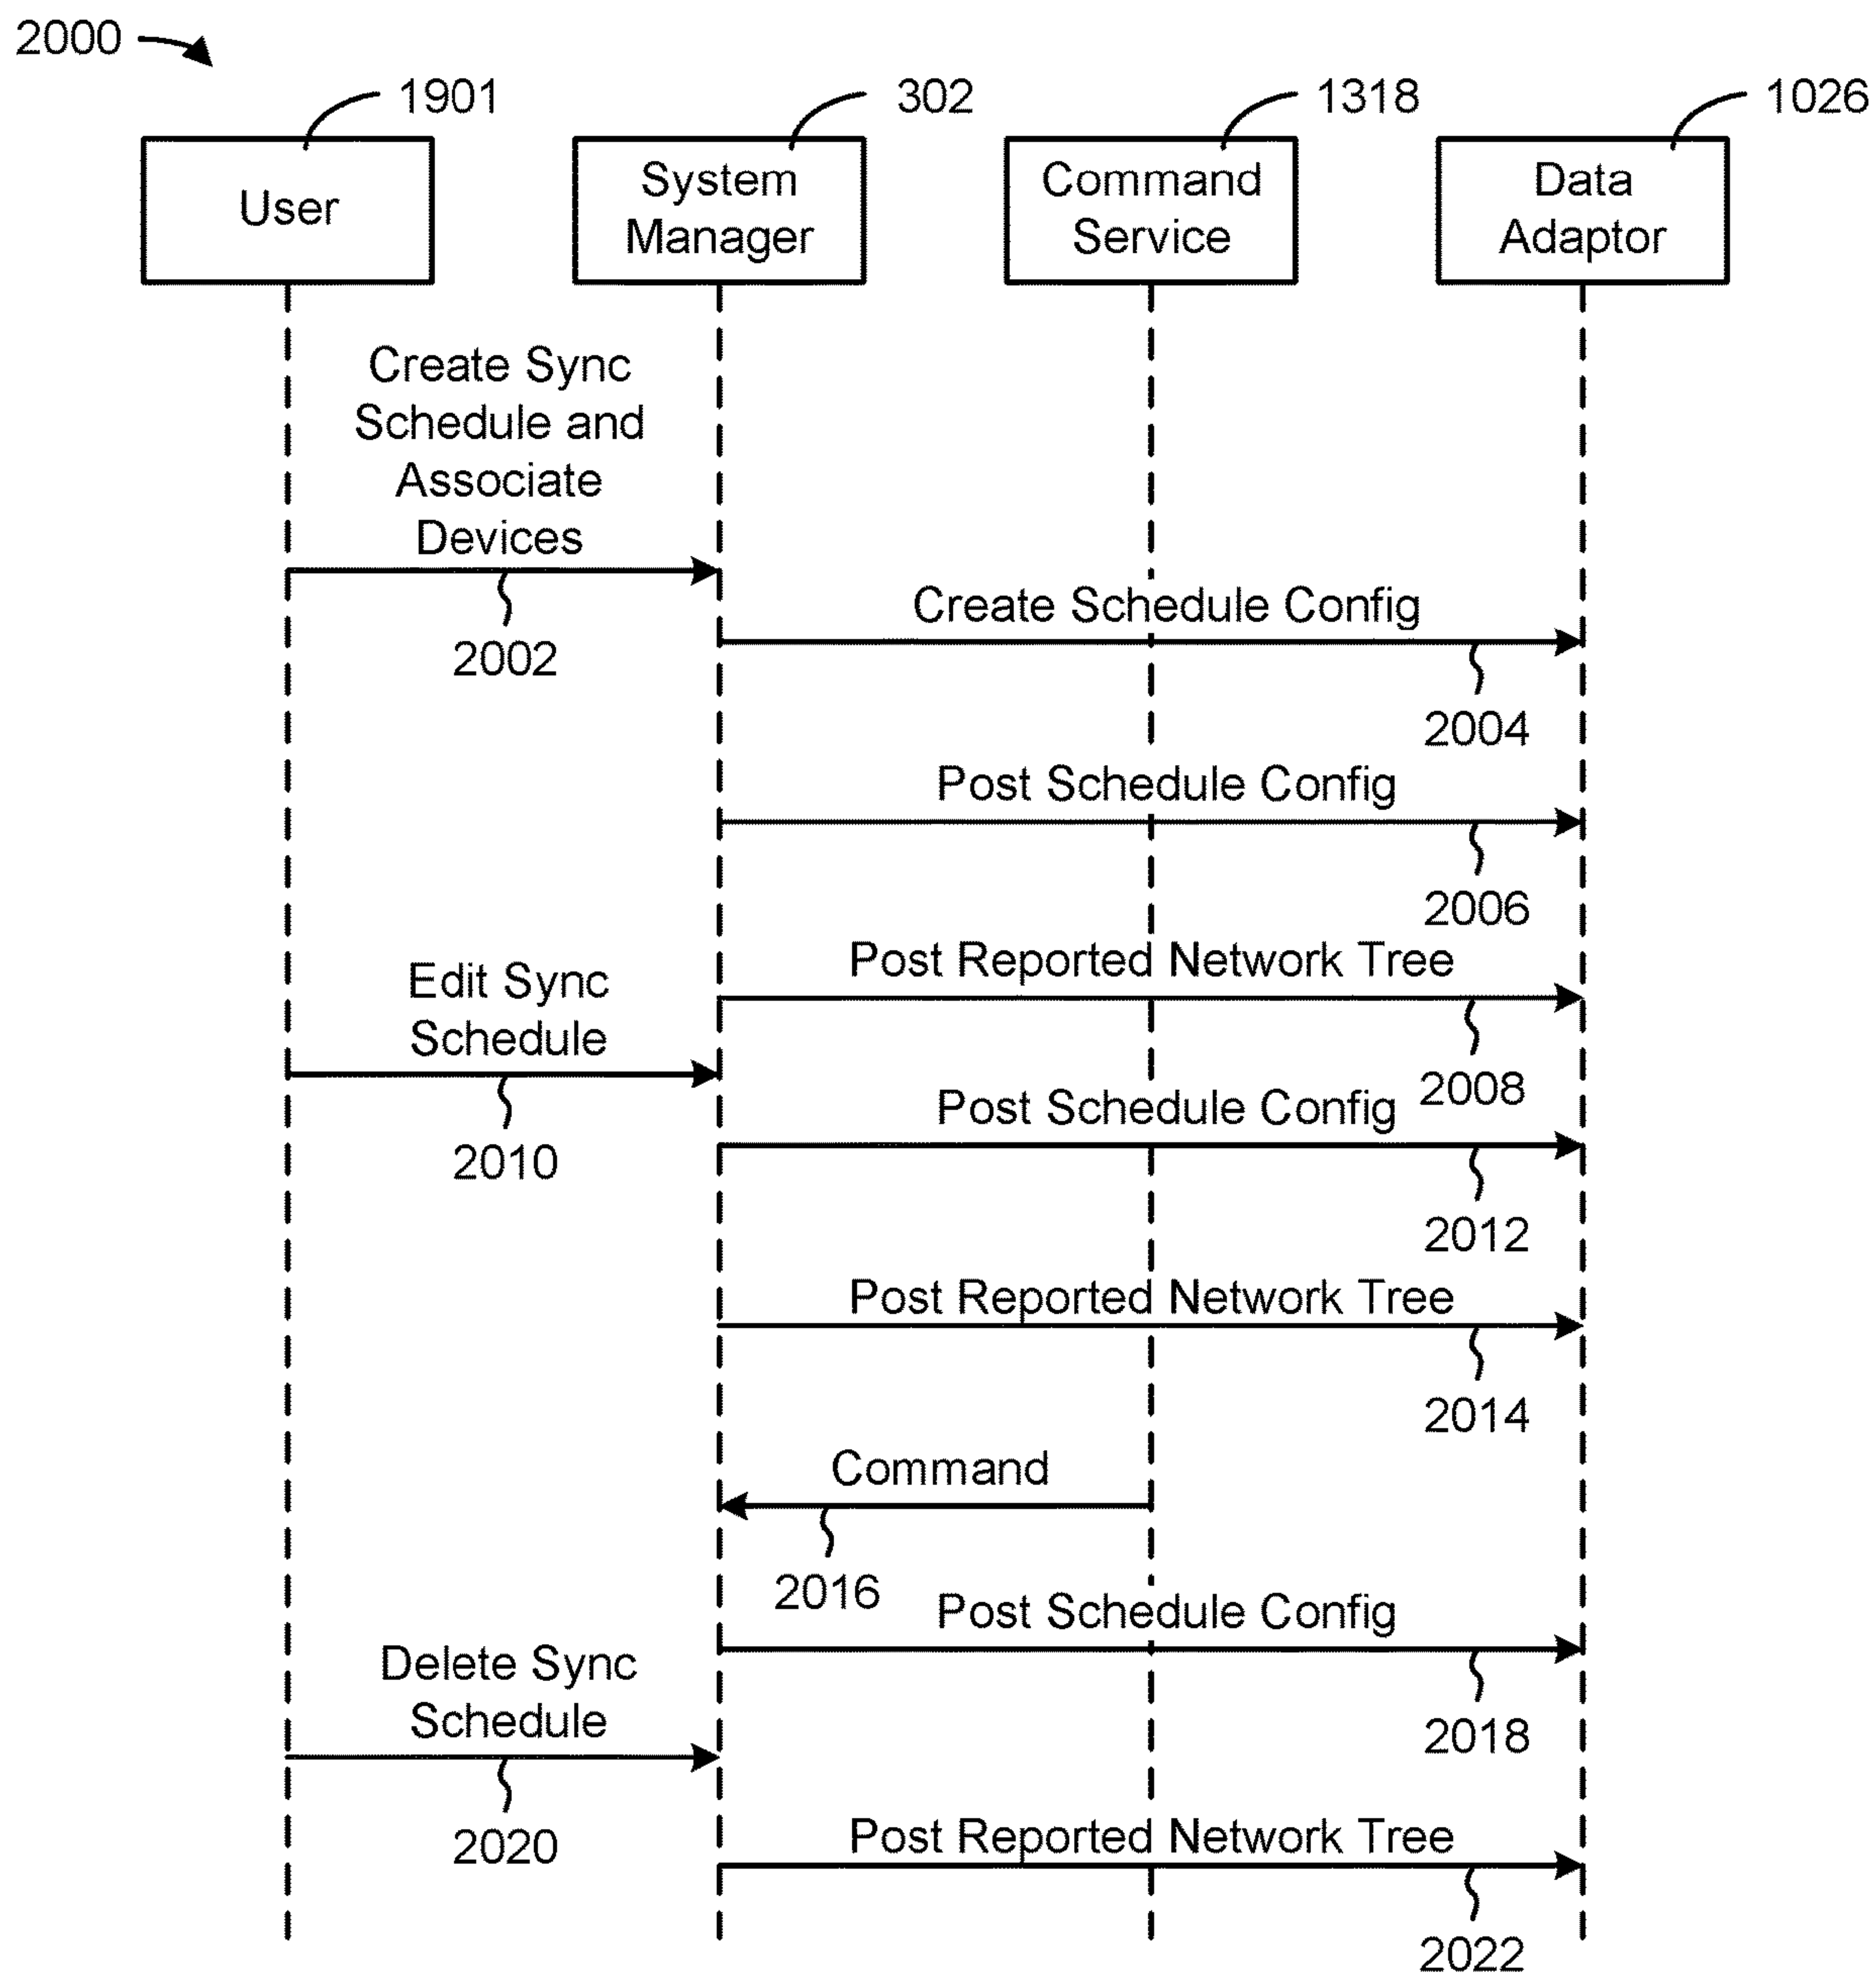 2000
1901
302
1318
1026
User
System
Manager
Command
Service
Data
Adaptor
Create Sync
Schedule and
Associate
Devices
2002
Create Schedule Config
2004
Post Schedule Config
2006
Post Reported Network Tree
2008
Edit Sync
Schedule
2010
Post Schedule Config
2012
Post Reported Network Tree
2014
Command
2016
Post Schedule Config
2018
Delete Sync
Schedule
2020
Post Reported Network Tree
2022